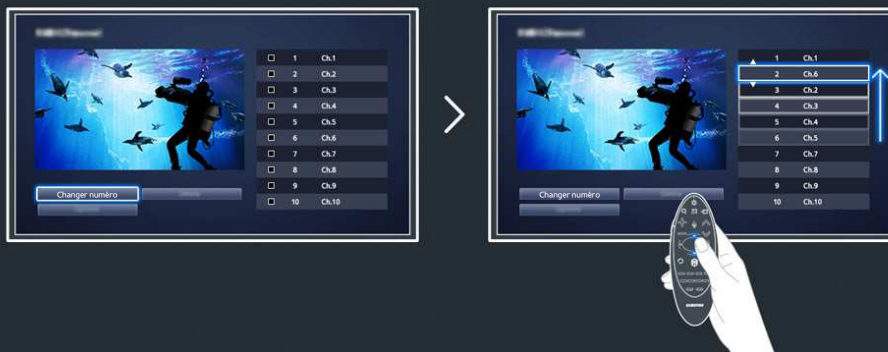 1 Ch.1
2 Ch.2
3 Ch.3
4 Ch.4
5 Ch.5
6 Ch.6
7 Ch.7
8 Ch.8
9 Ch.9
10 Ch.10
Changer numéro
1 Ch.1
2 Ch.6
3 Ch.2
4 Ch.3
5 Ch.4
6 Ch.5
7 Ch.7
8 Ch.8
9 Ch.9
10 Ch.10
Changer numéro
SAMSUNG